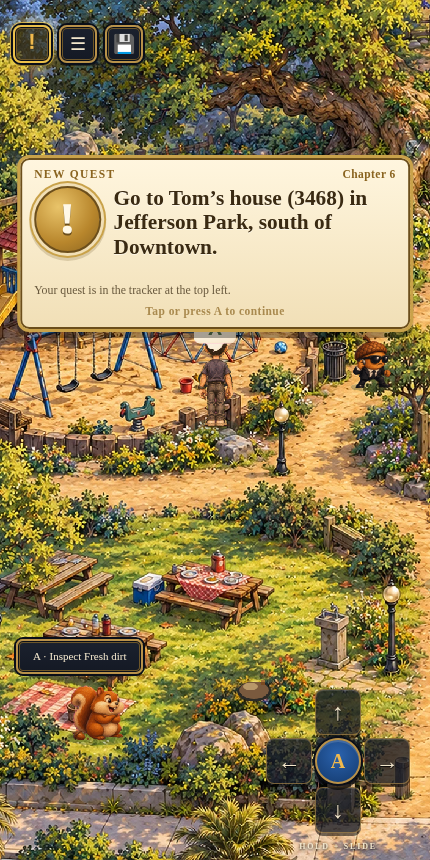 !
NEW QUEST
Chapter 6
!
Go to Tom’s house (3468) in
Jefferson Park, south of
Downtown.
Your quest is in the tracker at the top left.
Tap or press A to continue
A · Inspect Fresh dirt
A
HOLD · SLIDE